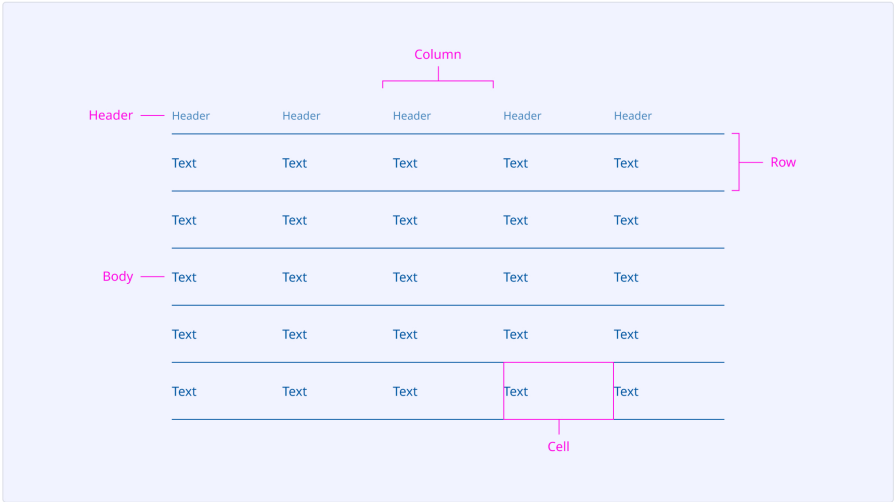 Column
Header Header Header Header Header Header
Text Text Text Text Text Row
Text Text Text Text Text
Body Text Text Text Text Text
Text Text Text Text Text
Text Text Text Text Text
Cell